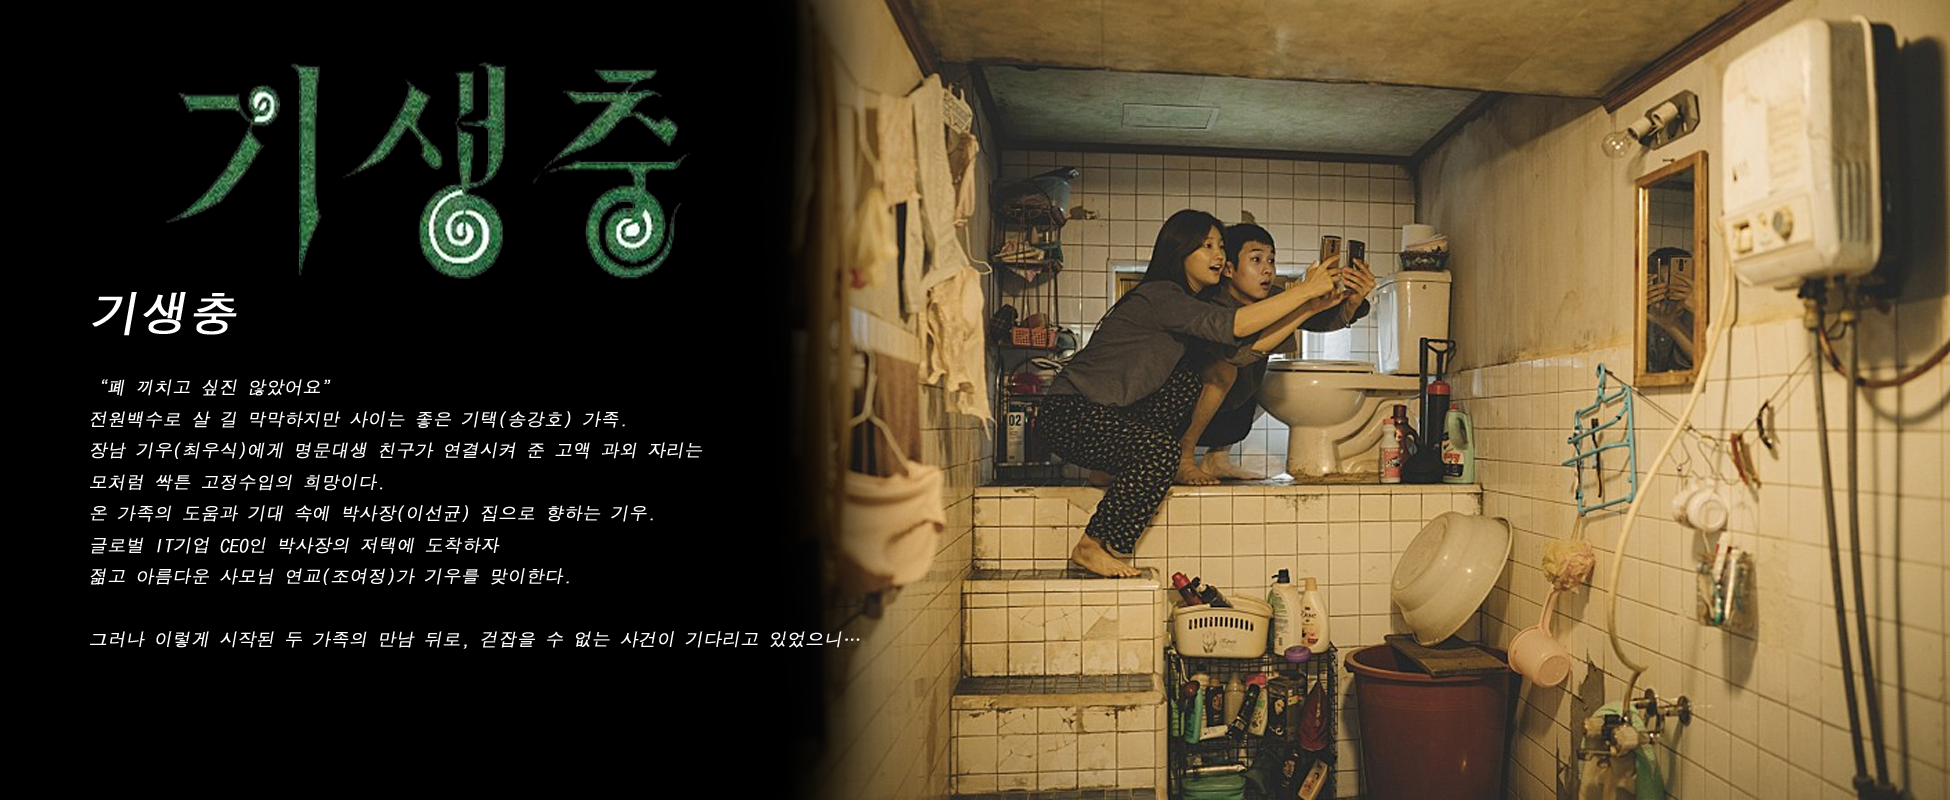 기생충
기생충
“폐 끼치고 싶진 않았어요”
전원백수로 살 길 막막하지만 사이는 좋은 기택(송강호) 가족.
장남 기우(최우식)에게 명문대생 친구가 연결시켜 준 고액 과외 자리는
모처럼 싹튼 고정수입의 희망이다.
온 가족의 도움과 기대 속에 박사장(이선균) 집으로 향하는 기우.
글로벌 IT기업 CEO인 박사장의 저택에 도착하자
젊고 아름다운 사모님 연교(조여정)가 기우를 맞이한다.
그러나 이렇게 시작된 두 가족의 만남 뒤로, 걷잡을 수 없는 사건이 기다리고 있었으니…
02